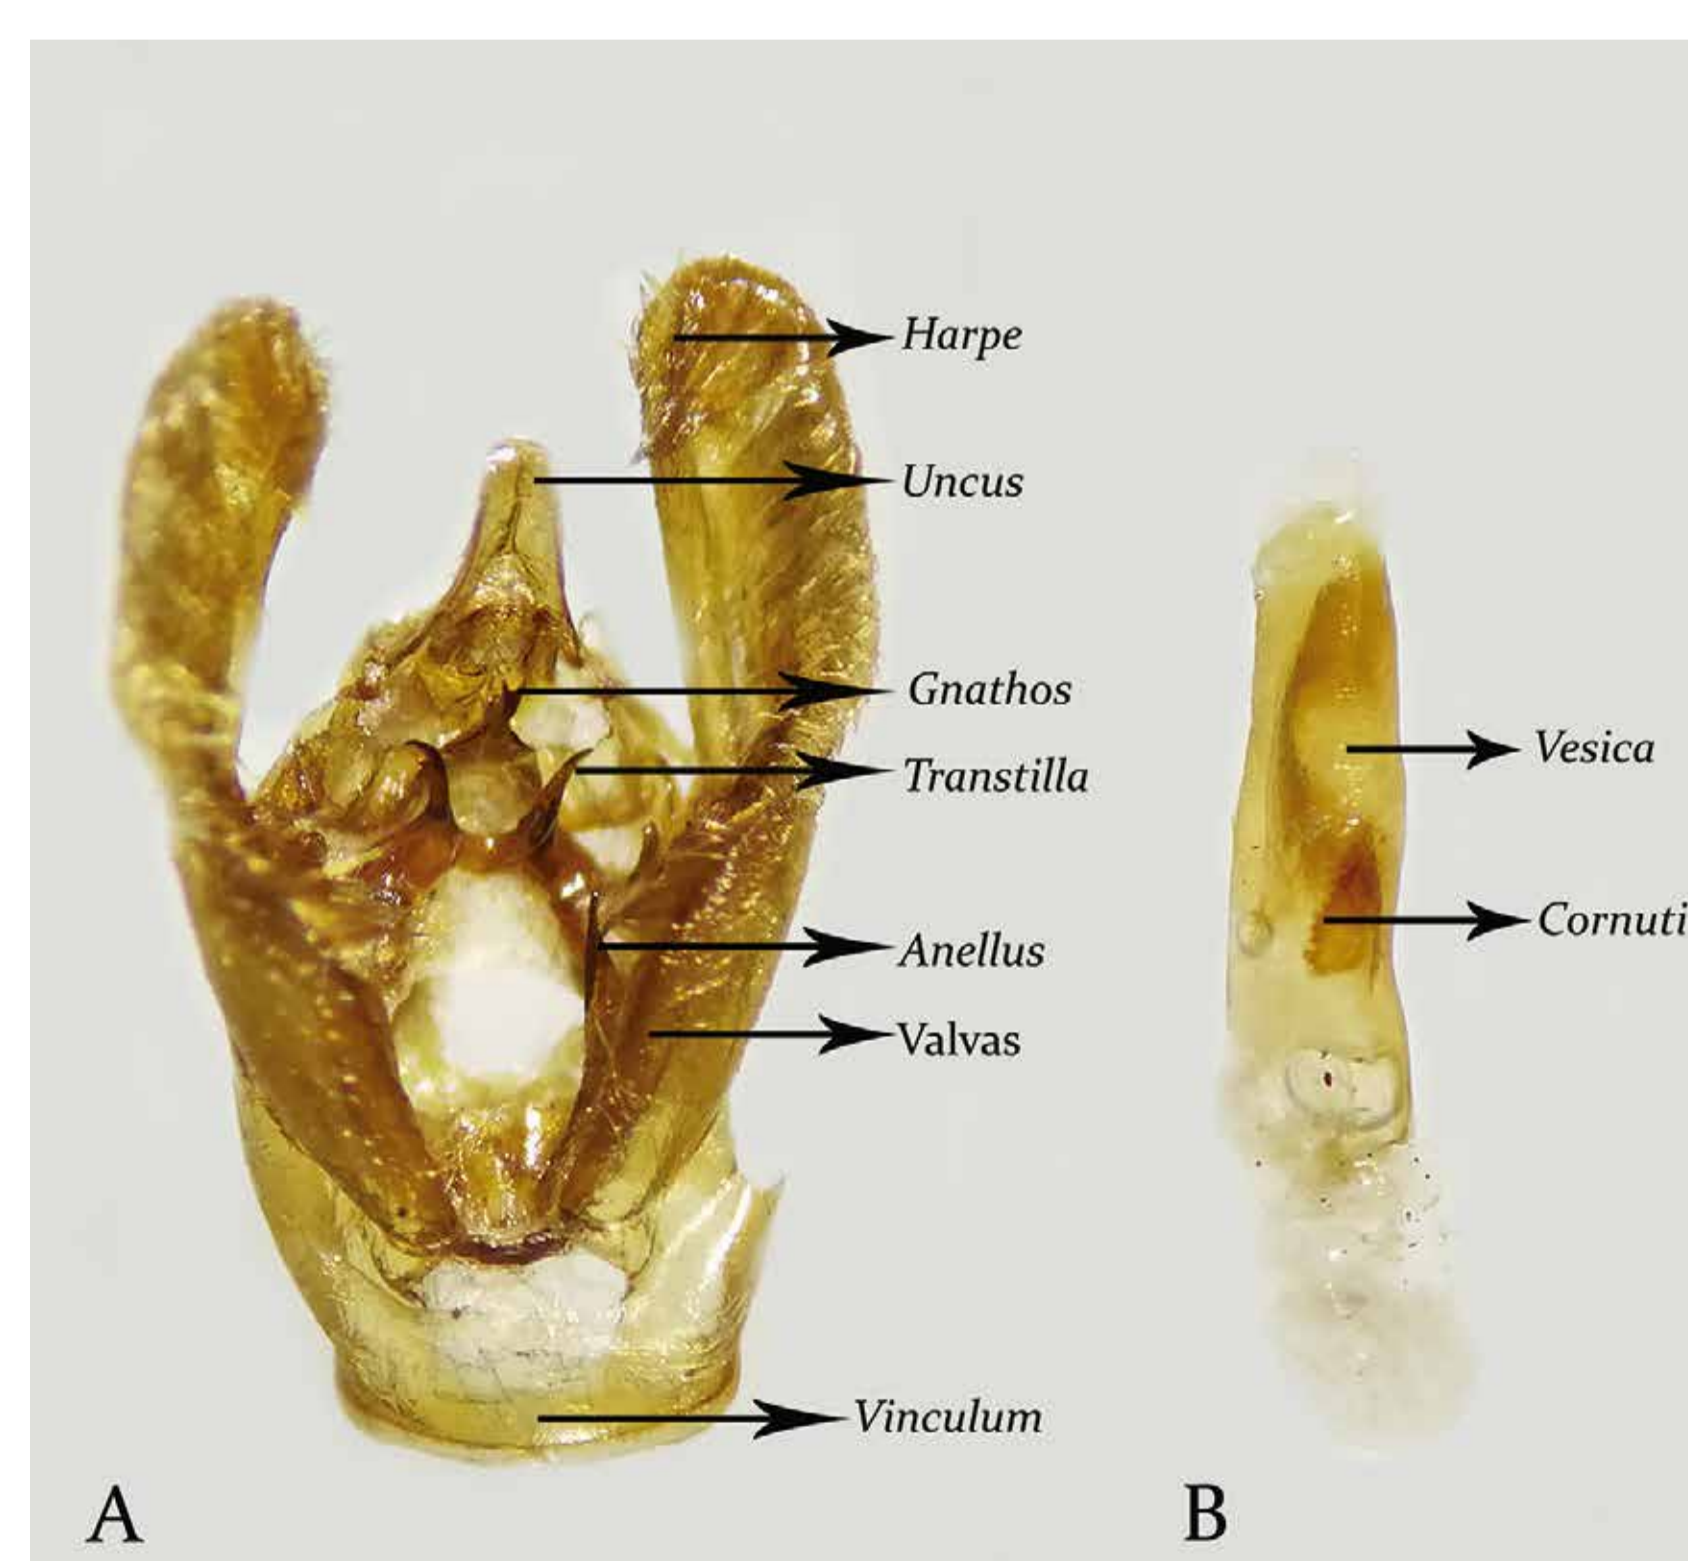 Harpe
Uncus
Gnathos
Transtilla
Anellus
Valvas
Vinculum
A
Vesica
Cornuti
B